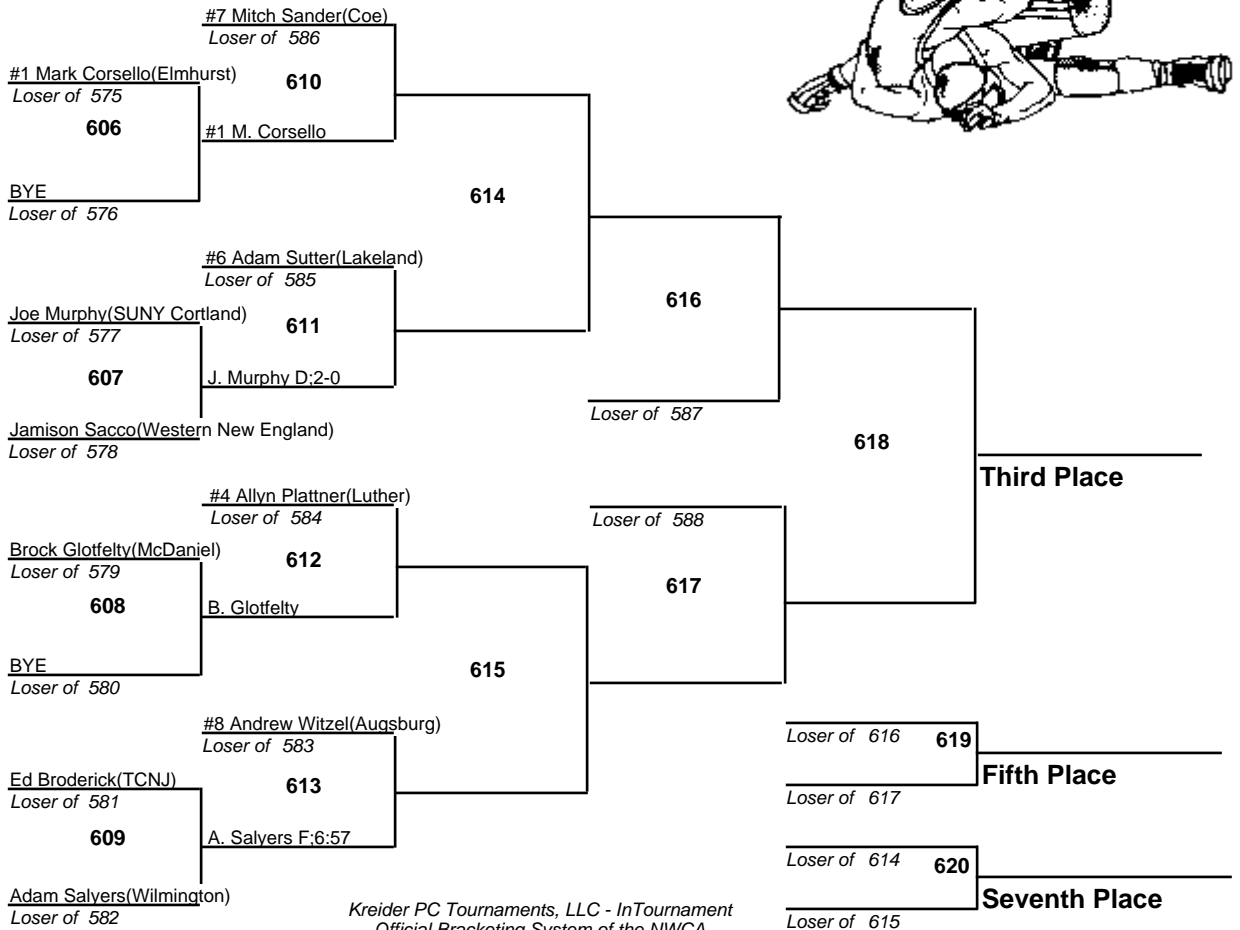 #7 Mitch Sander(Coe)
Loser of 586
#1 Mark Corsello(Elmhurst)
Loser of 575
610
606
#1 M. Corsello
BYE
Loser of 576
614
#6 Adam Sutter(Lakeland)
Loser of 585
616
Joe Murphy(SUNY Cortland)
Loser of 577
611
607
J. Murphy D;2-0
Loser of 587
Jamison Sacco(Western New England)
Loser of 578
618
Third Place
#4 Allyn Plattner(Luther)
Loser of 584
Loser of 588
Brock Glotfelty(McDaniel)
Loser of 579
612
617
608
B. Glotfelty
BYE
Loser of 580
615
#8 Andrew Witzel(Augsburg)
Loser of 583
Loser of 616
619
Ed Broderick(TCNJ)
Loser of 581
613
Fifth Place
Loser of 617
609
A. Salyers F;6:57
Loser of 614
620
Adam Salyers(Wilmington)
Loser of 582
Seventh Place
Loser of 615
Kreider PC Tournaments, LLC - InTournament
Official Bracketing System of the NWCA